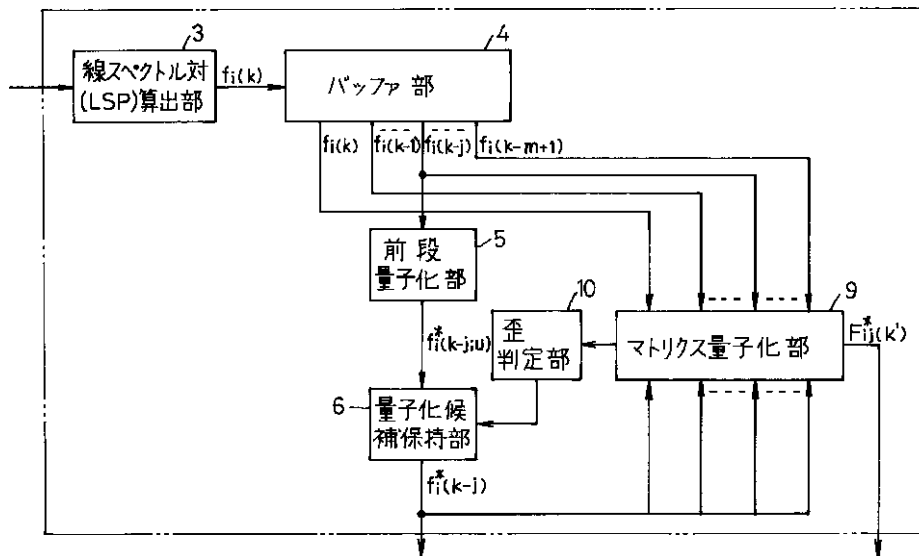 3
線スペクトル対
(LSP)算出部
fi(k)
4
バッファ部
fi(k)
fi(k-1)
fi(k-j)
fi(k-m+1)
5
前段
量子化部
fi*(k-j;u)
10
歪
判定部
9
マトリクス量子化部
Fij*(k')
6
量子化候
補保持部
fi*(k-j)